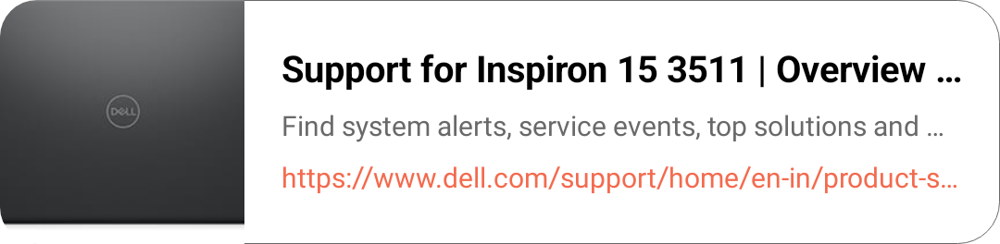 DELL
Support for Inspiron 15 3511 | Overview ...
Find system alerts, service events, top solutions and ...
https://www.dell.com/support/home/en-in/product-s...